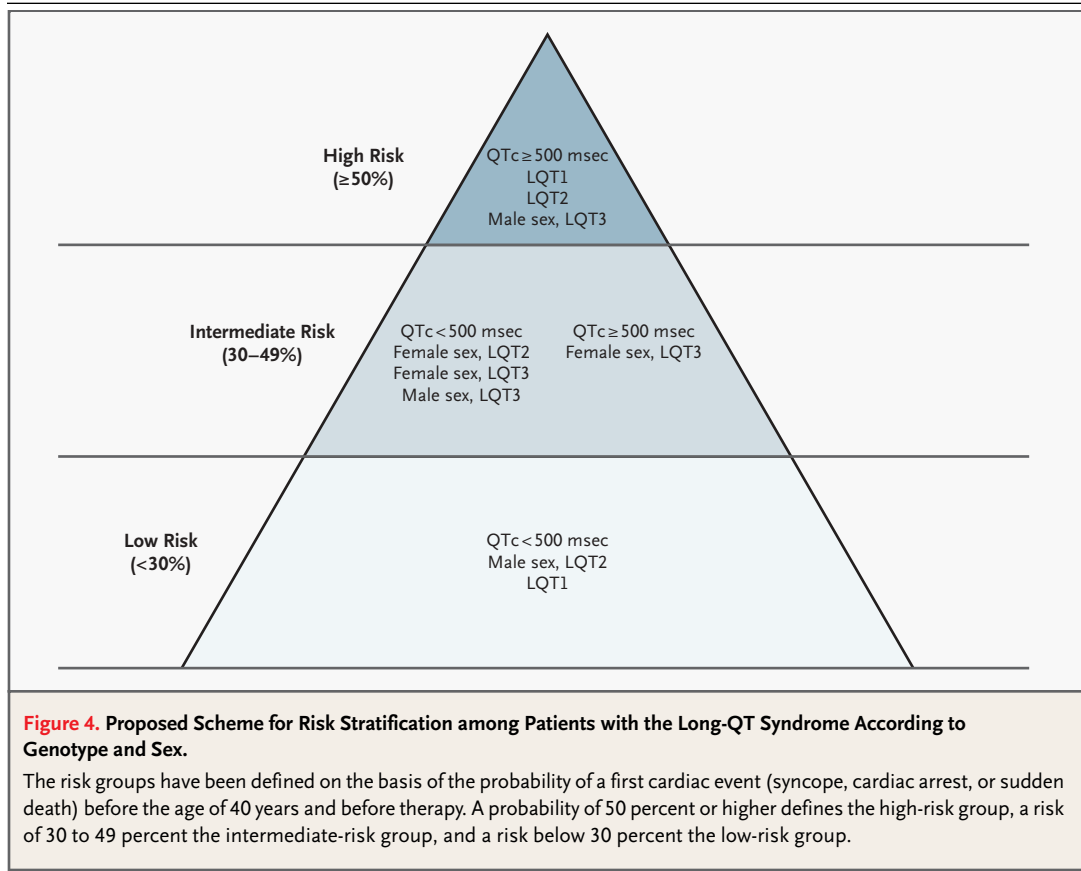 High Risk
(≥50%)
QTc≥500 msec
LQT1
LQT2
Male sex, LQT3
Intermediate Risk
(30–49%)
QTc<500 msec
Female sex, LQT2
Female sex, LQT3
Male sex, LQT3
QTc≥500 msec
Female sex, LQT3
Low Risk
(<30%)
QTc<500 msec
Male sex, LQT2
LQT1
Figure 4. Proposed Scheme for Risk Stratification among Patients with the Long-QT Syndrome According to
Genotype and Sex.
The risk groups have been defined on the basis of the probability of a first cardiac event (syncope, cardiac arrest, or sudden
death) before the age of 40 years and before therapy. A probability of 50 percent or higher defines the high-risk group, a risk
of 30 to 49 percent the intermediate-risk group, and a risk below 30 percent the low-risk group.